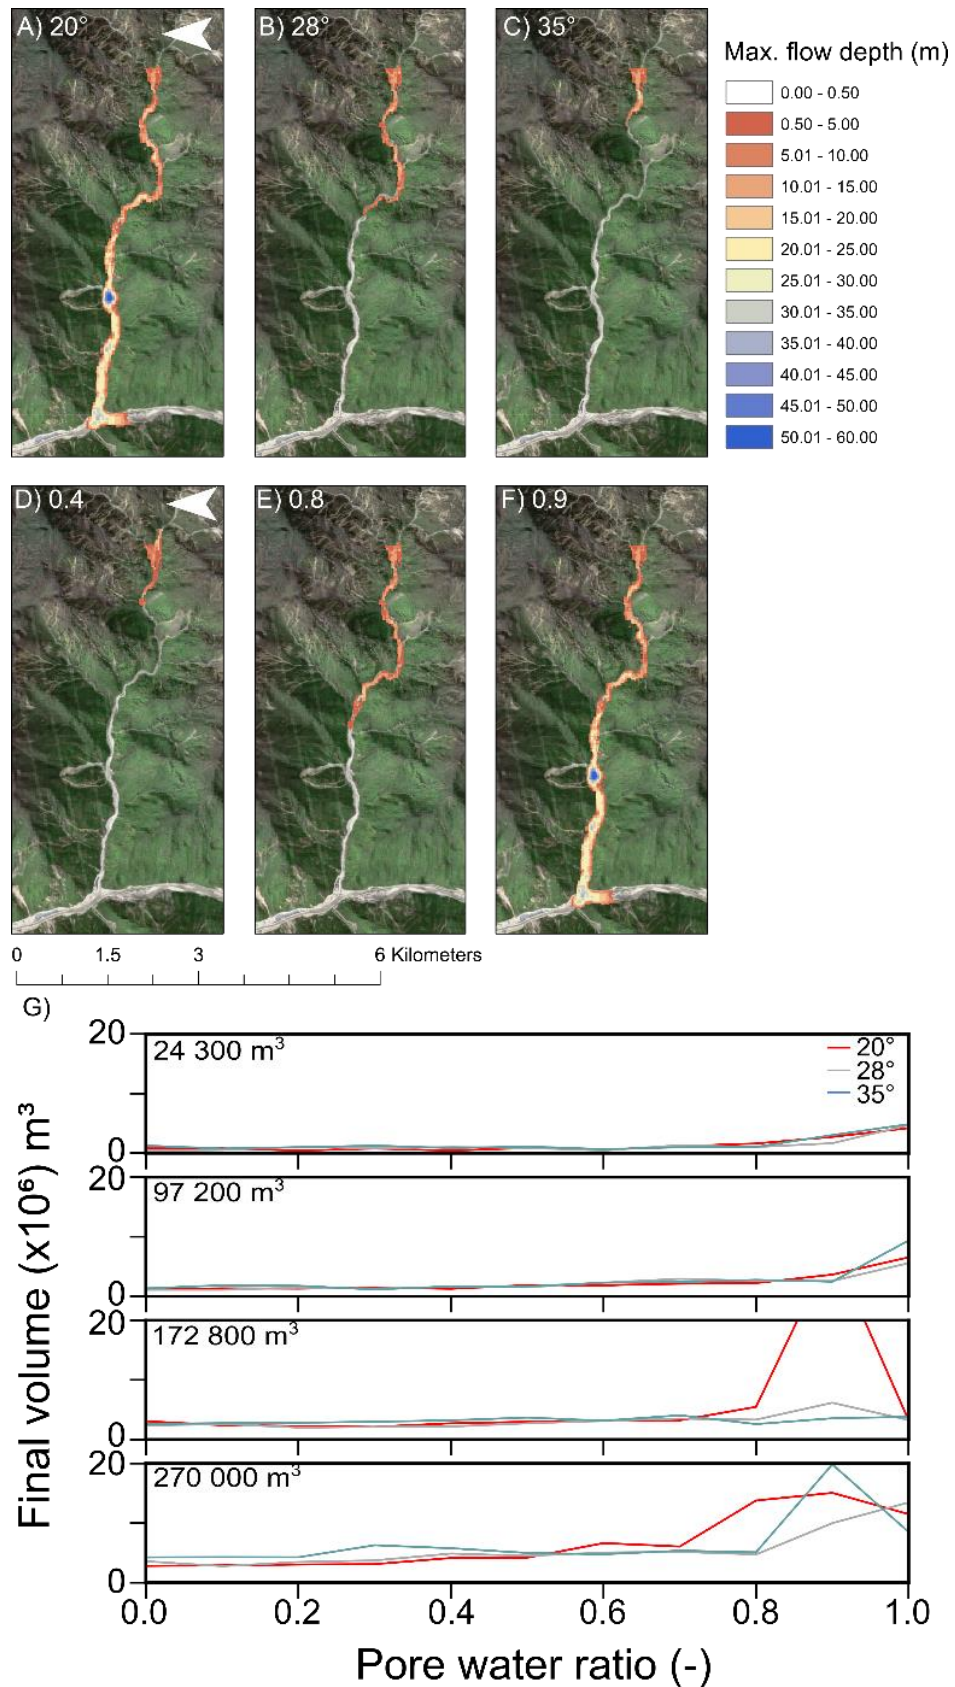 A) 20°
B) 28°
C) 35°
Max. flow depth (m)
0.00 - 0.50
0.50 - 5.00
5.01 - 10.00
10.01 - 15.00
15.01 - 20.00
20.01 - 25.00
25.01 - 30.00
30.01 - 35.00
35.01 - 40.00
40.01 - 45.00
45.01 - 50.00
50.01 - 60.00
D) 0.4
E) 0.8
F) 0.9
0 1.5 3 6 Kilometers
G)
Final volume (x10⁶) m³
20
0
24 300 m³
20°
28°
35°
20
0
97 200 m³
20
0
172 800 m³
20
0
270 000 m³
0.0 0.2 0.4 0.6 0.8 1.0
Pore water ratio (-)